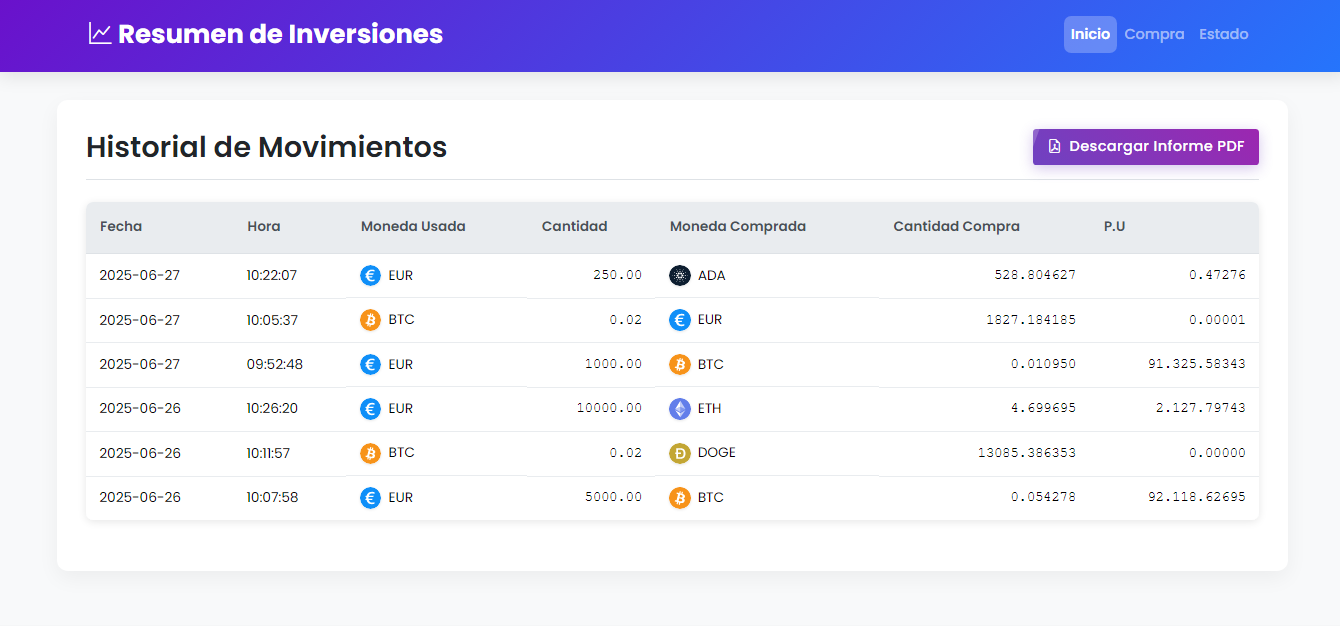 Resumen de Inversiones
Inicio Compra Estado
Historial de Movimientos
Descargar Informe PDF
Fecha Hora Moneda Usada Cantidad Moneda Comprada Cantidad Compra P.U
2025-06-27 10:22:07 EUR 250.00 ADA 528.804627 0.47276
2025-06-27 10:05:37 BTC 0.02 EUR 1827.184185 0.00001
2025-06-27 09:52:48 EUR 1000.00 BTC 0.010950 91.325.58343
2025-06-26 10:26:20 EUR 10000.00 ETH 4.699695 2.127.79743
2025-06-26 10:11:57 BTC 0.02 DOGE 13085.386353 0.00000
2025-06-26 10:07:58 EUR 5000.00 BTC 0.054278 92.118.62695